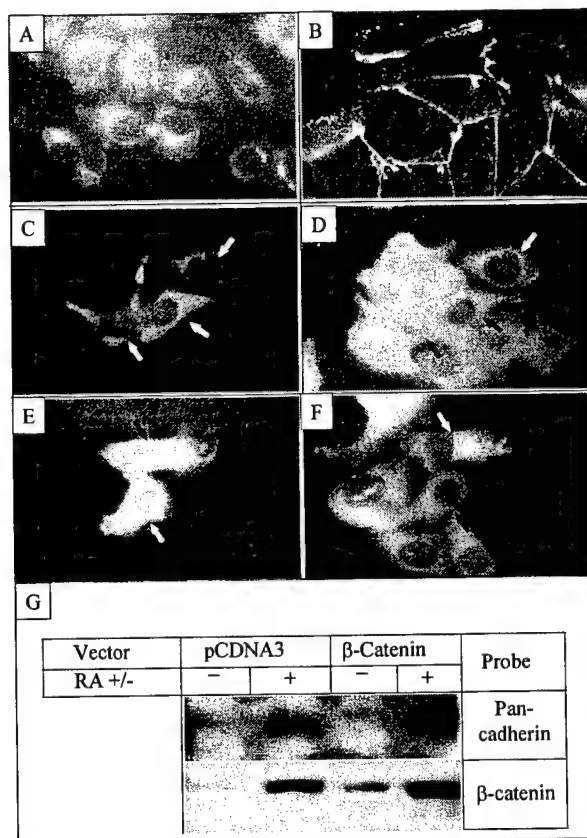 A
B
C
D
E
F
G
Vector pCDNA3 β-Catenin Probe
RA +/- − + − +
Pan-
cadherin
β-catenin